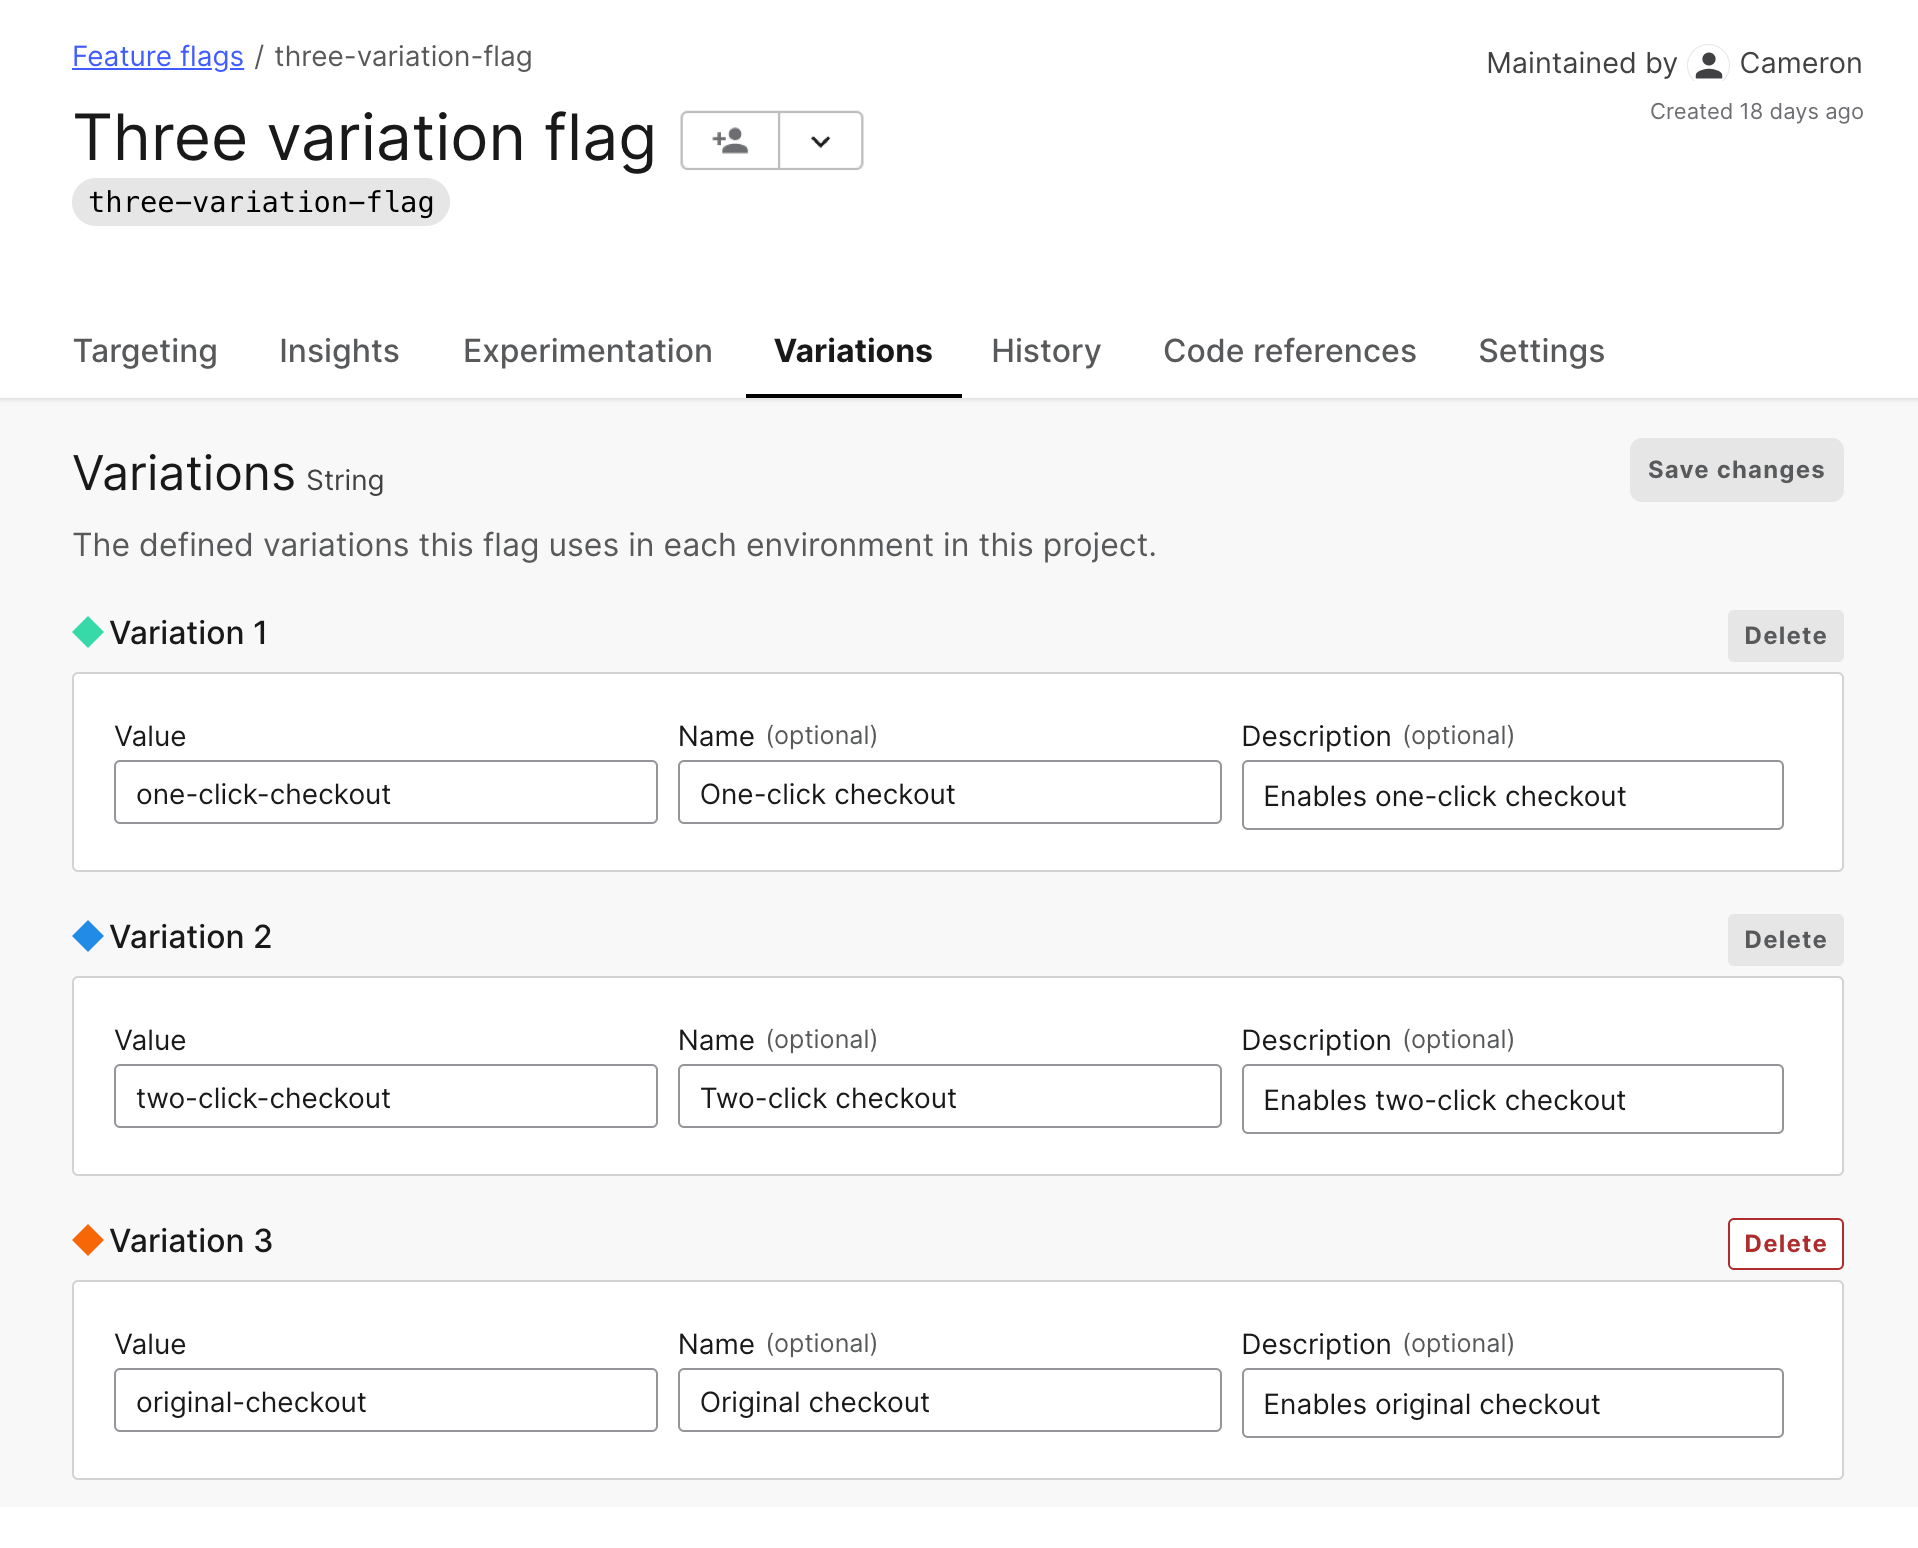 Feature flags / three-variation-flag
Maintained by Cameron
Created 18 days ago
Three variation flag
three-variation-flag
Targeting Insights Experimentation Variations History Code references Settings
Variations String
Save changes
The defined variations this flag uses in each environment in this project.
Variation 1
Delete
Value Name (optional) Description (optional)
one-click-checkout One-click checkout Enables one-click checkout
Variation 2
Delete
Value Name (optional) Description (optional)
two-click-checkout Two-click checkout Enables two-click checkout
Variation 3
Delete
Value Name (optional) Description (optional)
original-checkout Original checkout Enables original checkout